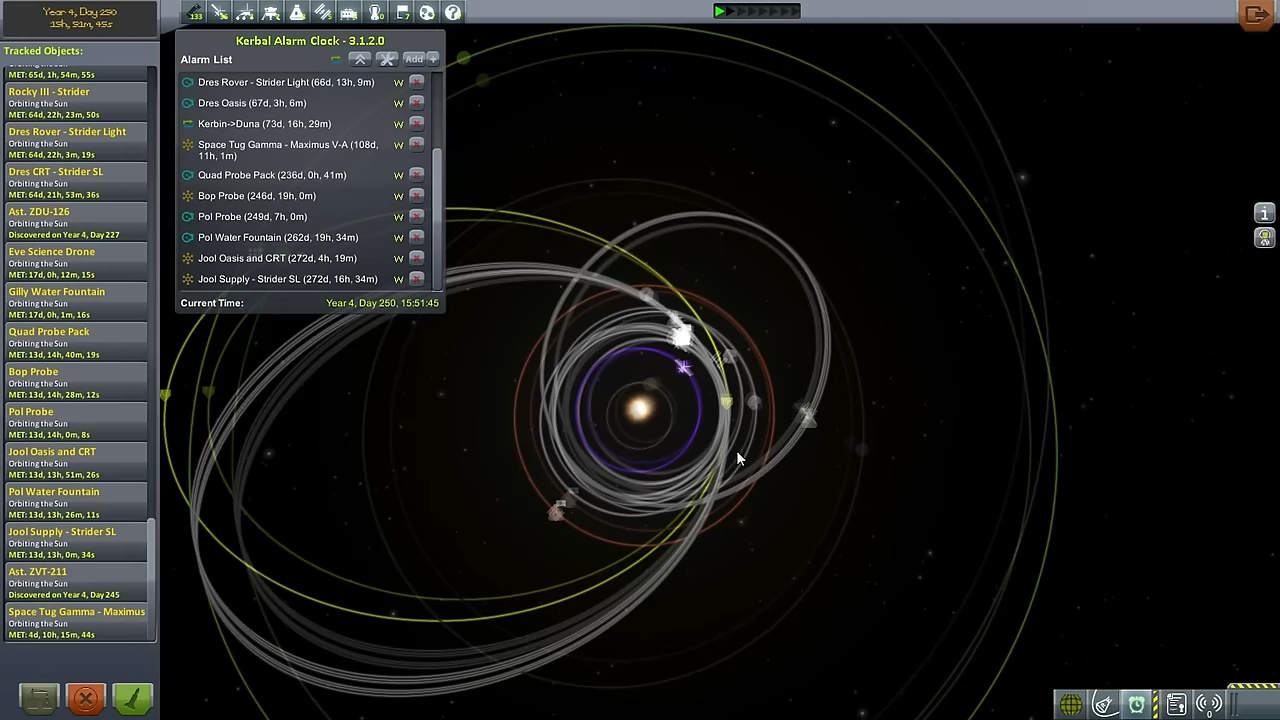 Year 4, Day 250
15h, 51m, 45s
133
7
0
Kerbal Alarm Clock - 3.1.2.0
Tracked Objects:
Alarm List
Add +
MET: 65d, 1h, 54m, 55s
Rocky III - Strider
Orbiting the Sun
MET: 64d, 22h, 23m, 50s
Dres Rover - Strider Light
Orbiting the Sun
MET: 64d, 22h, 3m, 19s
Dres CRT - Strider SL
Orbiting the Sun
MET: 64d, 21h, 53m, 36s
Ast. ZDU-126
Orbiting the Sun
Discovered on Year 4, Day 227
Eve Science Drone
Orbiting the Sun
MET: 17d, 0h, 12m, 15s
Gilly Water Fountain
Orbiting the Sun
MET: 17d, 0h, 1m, 16s
Quad Probe Pack
Orbiting the Sun
MET: 13d, 14h, 40m, 19s
Bop Probe
Orbiting the Sun
MET: 13d, 14h, 28m, 12s
Pol Probe
Orbiting the Sun
MET: 13d, 14h, 0m, 8s
Jool Oasis and CRT
Orbiting the Sun
MET: 13d, 13h, 51m, 26s
Pol Water Fountain
Orbiting the Sun
MET: 13d, 13h, 26m, 11s
Jool Supply - Strider SL
Orbiting the Sun
MET: 13d, 13h, 0m, 34s
Ast. ZVT-211
Orbiting the Sun
Discovered on Year 4, Day 245
Space Tug Gamma - Maximus
Orbiting the Sun
MET: 4d, 10h, 15m, 44s
Dres Rover - Strider Light (66d, 13h, 9m) W
Dres Oasis (67d, 3h, 6m) W
Kerbin->Duna (73d, 16h, 29m) W
Space Tug Gamma - Maximus V-A (108d, W
11h, 1m)
Quad Probe Pack (236d, 0h, 41m) W
Bop Probe (246d, 19h, 0m) W
Pol Probe (249d, 7h, 0m) W
Pol Water Fountain (262d, 19h, 34m) W
Jool Oasis and CRT (272d, 4h, 19m) W
Jool Supply - Strider SL (272d, 16h, 34m) W
Current Time: Year 4, Day 250, 15:51:45
i
0